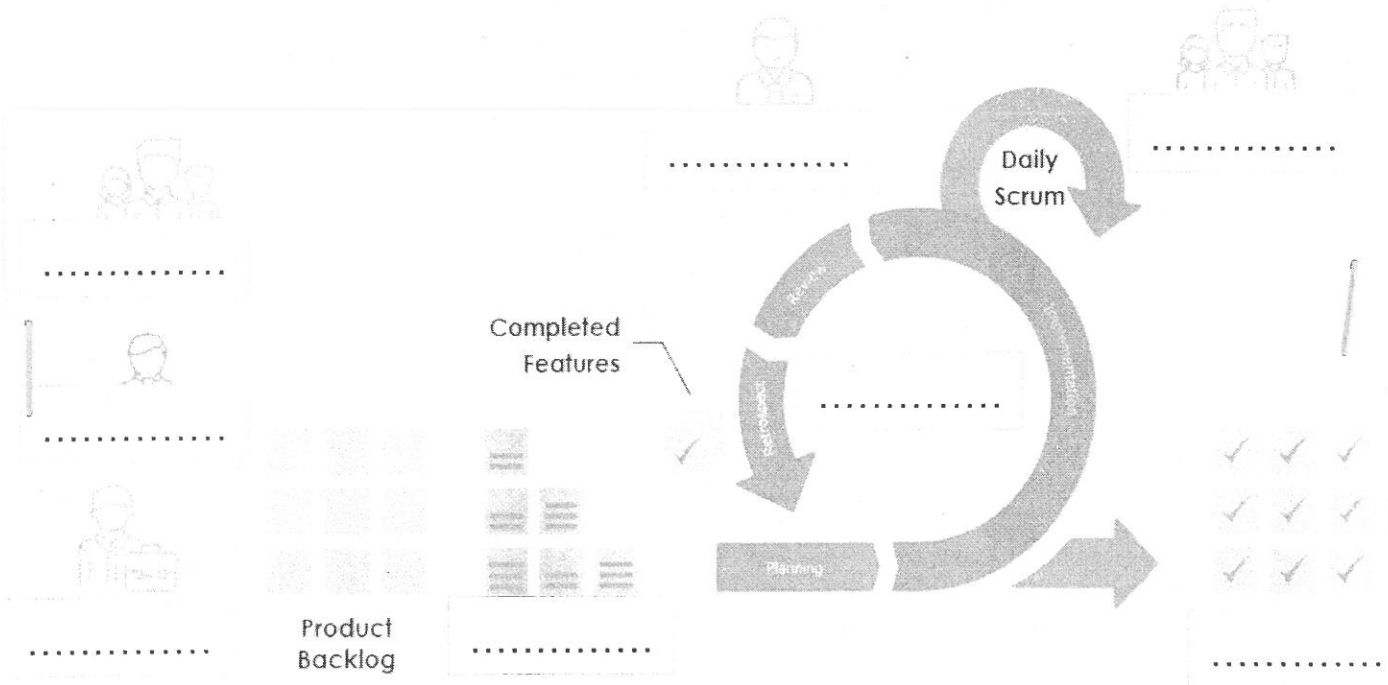 Daily
Scrum
Review
Completed
Features
Implementation
Retrospect
Planning
Product
Backlog